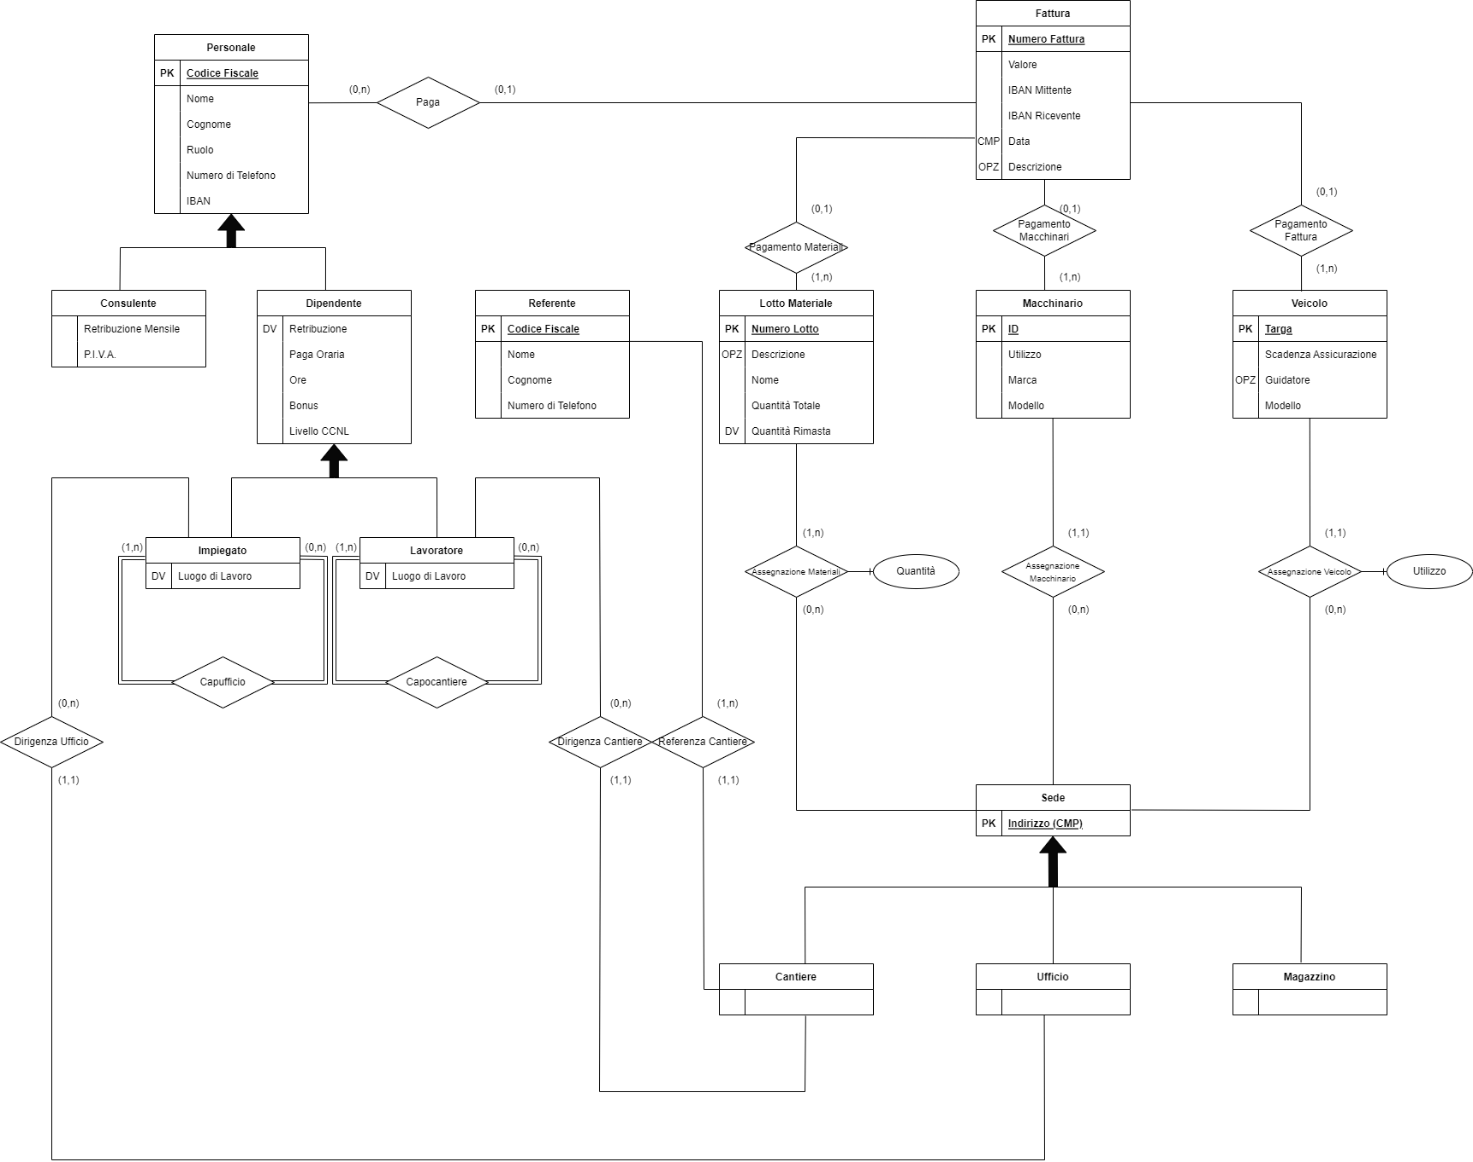 Fattura
PK Numero Fattura
Valore
IBAN Mittente
IBAN Ricevente
CMP Data
OPZ Descrizione
Personale
PK Codice Fiscale
Nome
Cognome
Ruolo
Numero di Telefono
IBAN
(0,n)
Paga
(0,1)
(0,1)
Pagamento Materiali
(1,n)
(0,1)
Pagamento
Macchinari
(1,n)
(0,1)
Pagamento
Fattura
(1,n)
Consulente
Retribuzione Mensile
P.I.V.A.
Dipendente
DV Retribuzione
Paga Oraria
Ore
Bonus
Livello CCNL
Referente
PK Codice Fiscale
Nome
Cognome
Numero di Telefono
Lotto Materiale
PK Numero Lotto
OPZ Descrizione
Nome
Quantità Totale
DV Quantità Rimasta
Macchinario
PK ID
Utilizzo
Marca
Modello
Veicolo
PK Targa
Scadenza Assicurazione
OPZ Guidatore
Modello
(1,n)
Impiegato
(0,n)
DV Luogo di Lavoro
(1,n)
Lavoratore
(0,n)
DV Luogo di Lavoro
(1,n)
Assegnazione Materiali
Quantità
(0,n)
(1,1)
Assegnazione
Macchinario
(0,n)
(1,1)
Assegnazione Veicolo
Utilizzo
(0,n)
Capufficio
Capocantiere
(0,n)
Dirigenza Ufficio
(1,1)
(0,n)
Dirigenza Cantiere
(1,1)
(1,n)
Referenza Cantiere
(1,1)
Sede
PK Indirizzo (CMP)
Cantiere
Ufficio
Magazzino